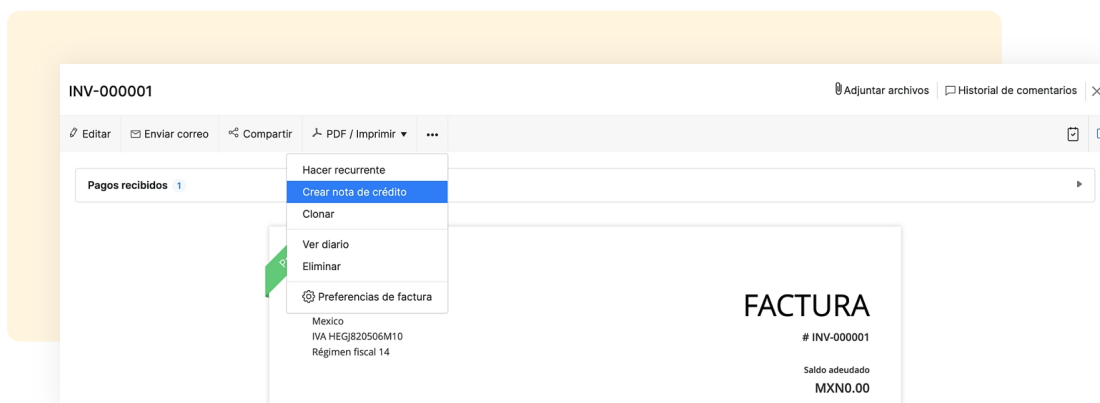 INV-000001
Adjuntar archivos
Historial de comentarios
Editar
Enviar correo
Compartir
PDF / Imprimir
Hacer recurrente
Pagos recibidos 1
Crear nota de crédito
Clonar
Ver diario
Eliminar
Preferencias de factura
FACTURA
Mexico
IVA HEGJ820506M10
# INV-000001
Régimen fiscal 14
Saldo adeudado
MXN0.00